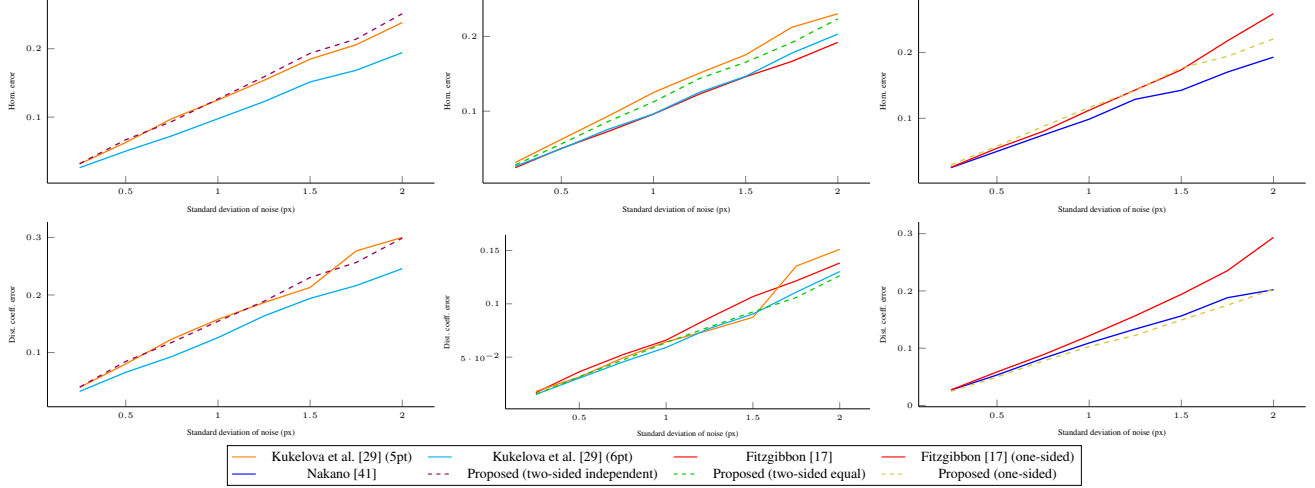 0.2
0.1
Hom. error
0.5 1 1.5 2
Standard deviation of noise (px)
0.2
0.1
Hom. error
0.5 1 1.5 2
Standard deviation of noise (px)
0.2
0.1
Hom. error
0.5 1 1.5 2
Standard deviation of noise (px)
0.3
0.2
0.1
Dist. coeff. error
0.5 1 1.5 2
Standard deviation of noise (px)
0.15
0.1
5 · 10⁻²
Dist. coeff. error
0.5 1 1.5 2
Standard deviation of noise (px)
0.3
0.2
0.1
0
Dist. coeff. error
0.5 1 1.5 2
Standard deviation of noise (px)
Kukelova et al. [29] (5pt) Kukelova et al. [29] (6pt) Fitzgibbon [17] Fitzgibbon [17] (one-sided)
Nakano [41] Proposed (two-sided independent) Proposed (two-sided equal) Proposed (one-sided)